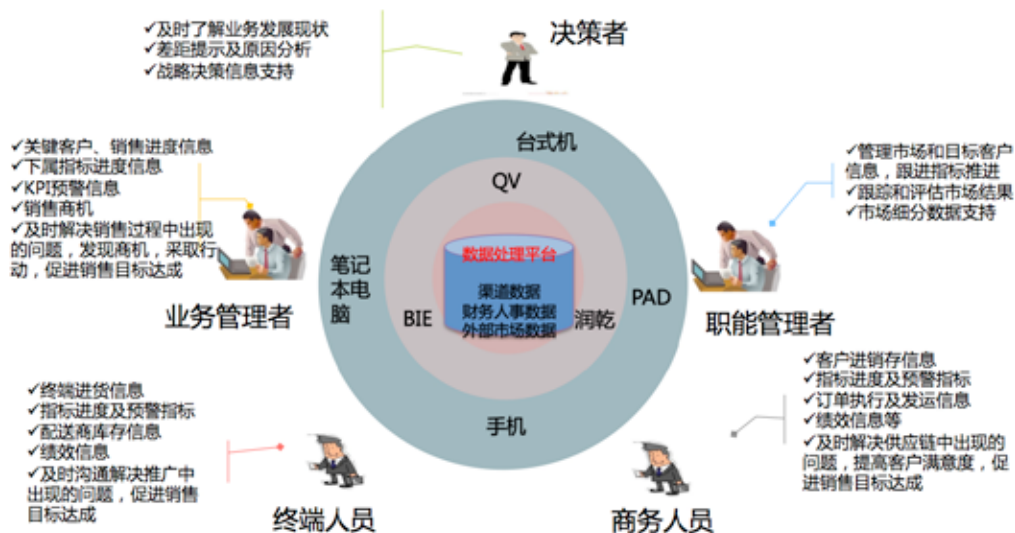 ✓及时了解业务发展现状
✓差距提示及原因分析
✓战略决策信息支持
决策者
✓关键客户、销售进度信息
✓下属指标进度信息
✓KPI预警信息
✓销售商机
✓及时解决销售过程中出现
的问题，发现商机，采取行
动，促进销售目标达成
业务管理者
台式机
QV
数据处理平台
渠道数据
财务人事数据
外部市场数据
笔记
本电
脑
BIE
润乾
PAD
手机
✓管理市场和目标客户
信息，跟进指标推进
✓跟踪和评估市场结果
✓市场细分数据支持
职能管理者
✓终端进货信息
✓指标进度及预警指标
✓配送商库存信息
✓绩效信息
✓及时沟通解决推广中
出现的问题，促进销售
目标达成
终端人员
✓客户进销存信息
✓指标进度及预警指标
✓订单执行及发运信息
✓绩效信息等
✓及时解决供应链中出现的
问题，提高客户满意度，促
进销售目标达成
商务人员